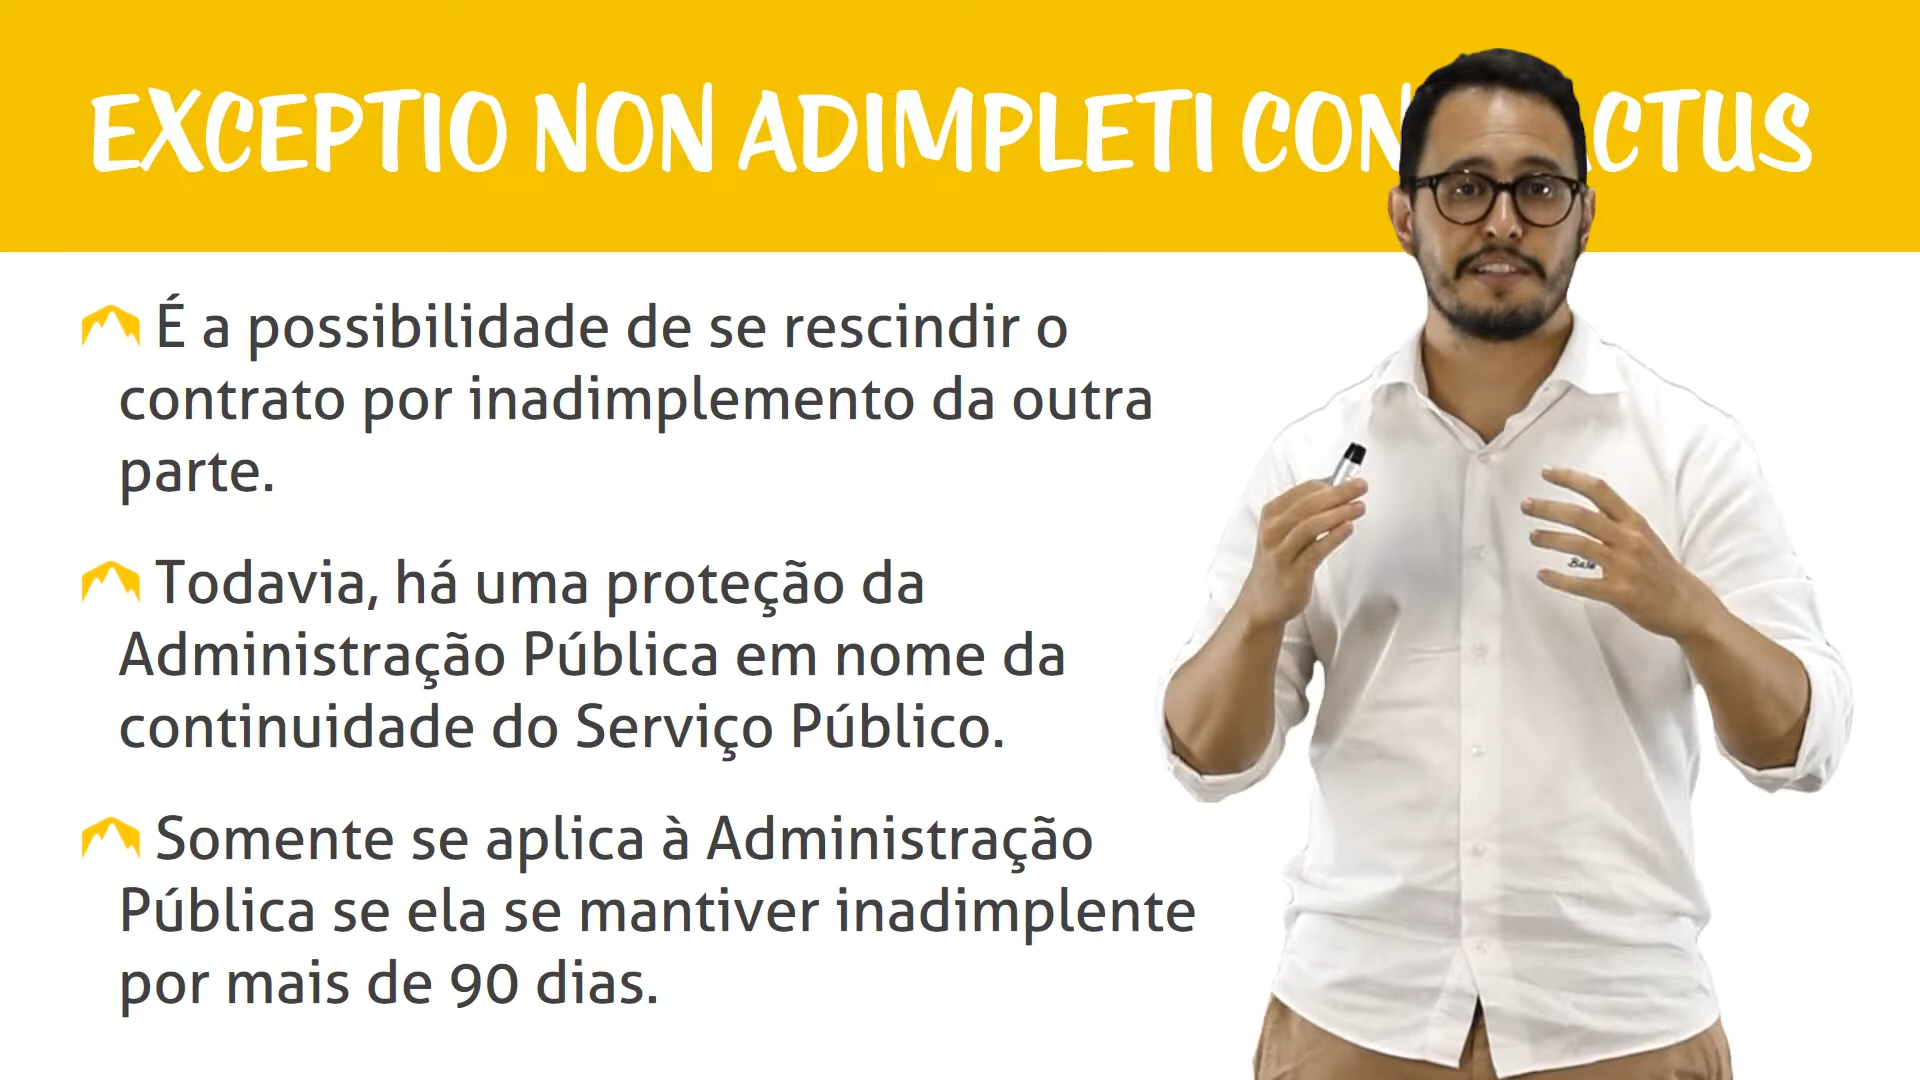 EXCEPTIO NON ADIMPLETI
É a possibilidade de se rescindir o
contrato por inadimplemento da outra
parte.
Todavia, há uma proteção da
Administração Pública em nome da
continuidade do Serviço Público.
Somente se aplica à Administração
Pública se ela se mantiver inadimplente
por mais de 90 dias.